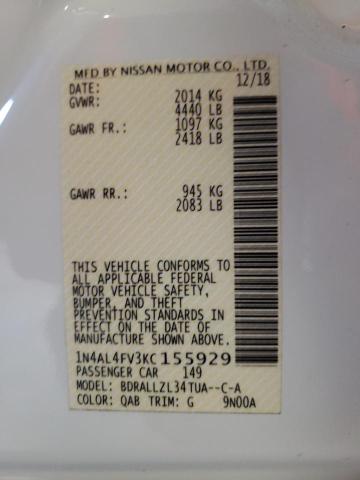 MFD BY NISSAN MOTOR CO., LTD.
DATE: 12/18
GVWR: 2014 KG
4440 LB
GAWR FR.: 1097 KG
2418 LB
GAWR RR.: 945 KG
2083 LB
THIS VEHICLE CONFORMS TO
ALL APPLICABLE FEDERAL
MOTOR VEHICLE SAFETY,
BUMPER, AND THEFT
PREVENTION STANDARDS IN
EFFECT ON THE DATE OF
MANUFACTURE SHOWN ABOVE.
1N4AL4FV3KC155929
PASSENGER CAR 149
MODEL: BDRALLZL34TUA--C-A
COLOR: QAB TRIM: G 9N00A